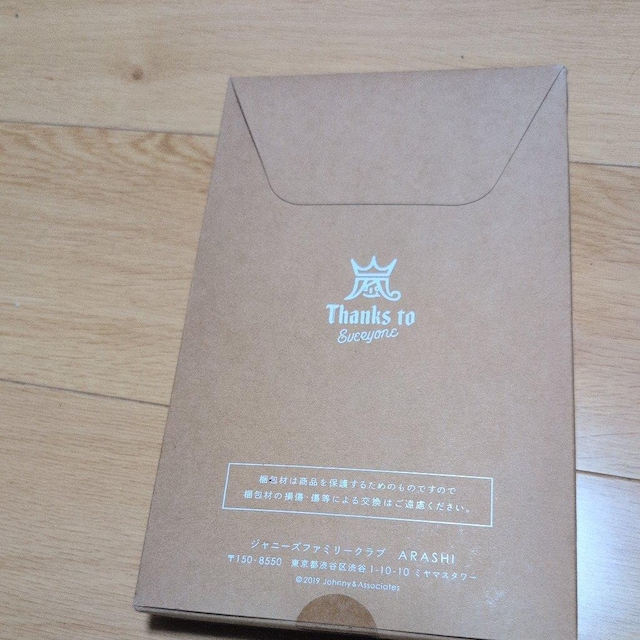 嵐
Thanks to
Everyone
梱包材は商品を保護するためのものですので
梱包材の損傷・傷等による交換はご遠慮ください。
ジャニーズファミリークラブ ARASHI
〒150-8550 東京都渋谷区渋谷 1-10-10 ミヤマスタワー
©2019 Johnny&Associates